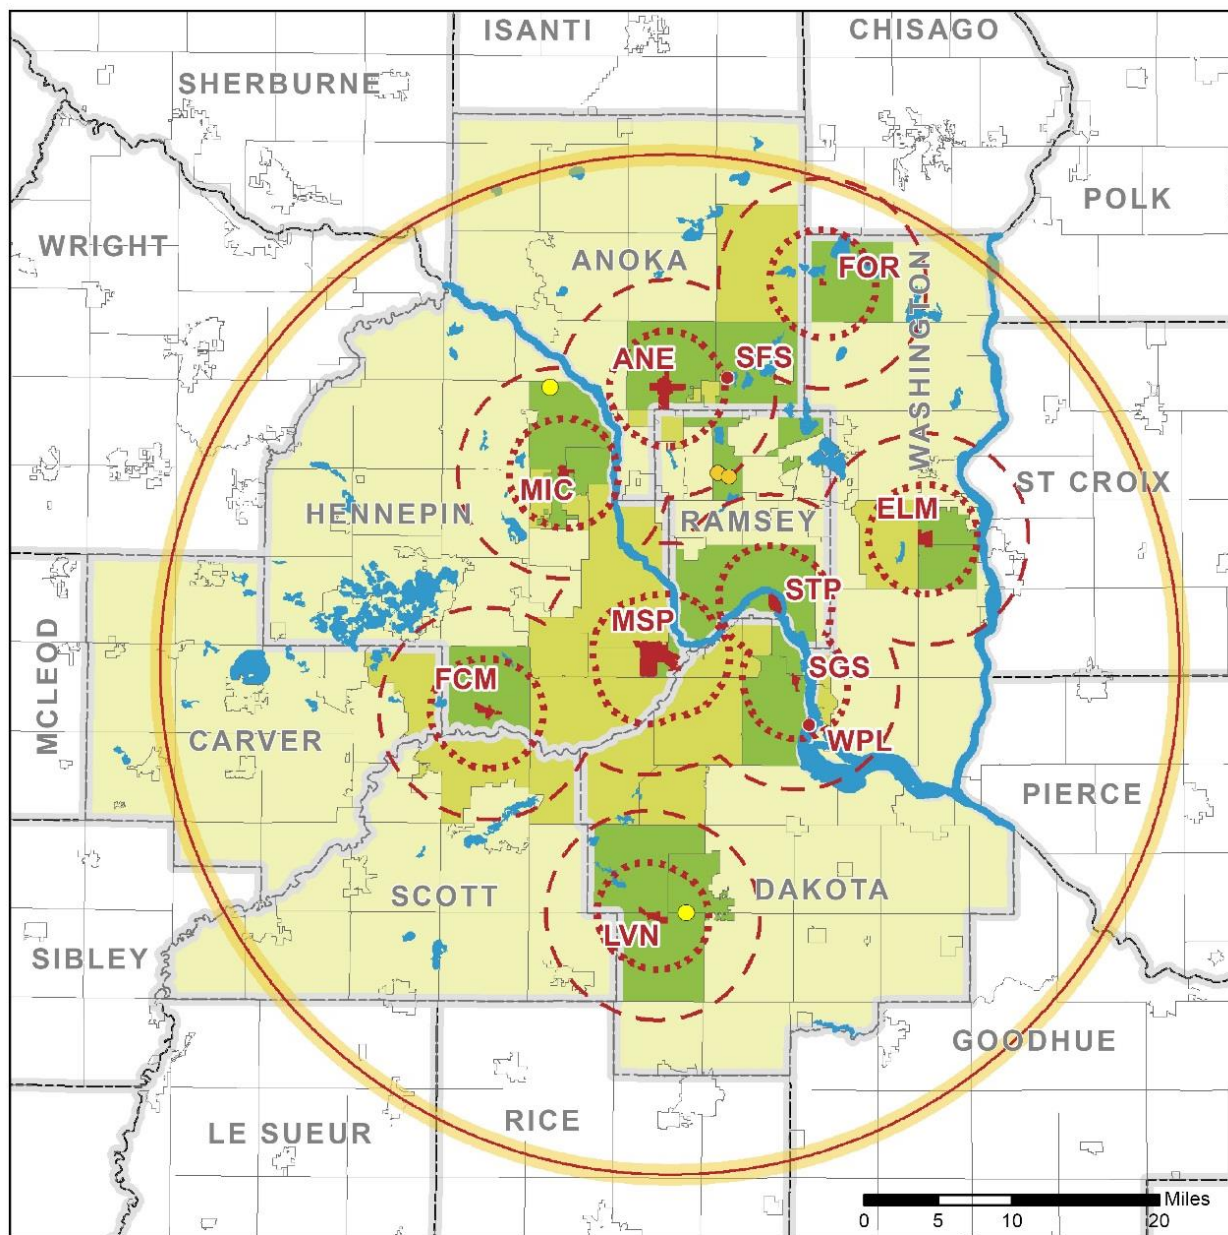 ISANTI
CHISAGO
SHERBURNE
POLK
WRIGHT
ANOKA
FOR
WASHINGTON
ANE
SFS
MIC
HENNEPIN
RAMSEY
ELM
ST CROIX
STP
MSP
SGS
FCM
MCLEOD
CARVER
WPL
PIERCE
SCOTT
DAKOTA
LVN
SIBLEY
GOODHUE
RICE
LE SUEUR
Miles
0 5 10 20